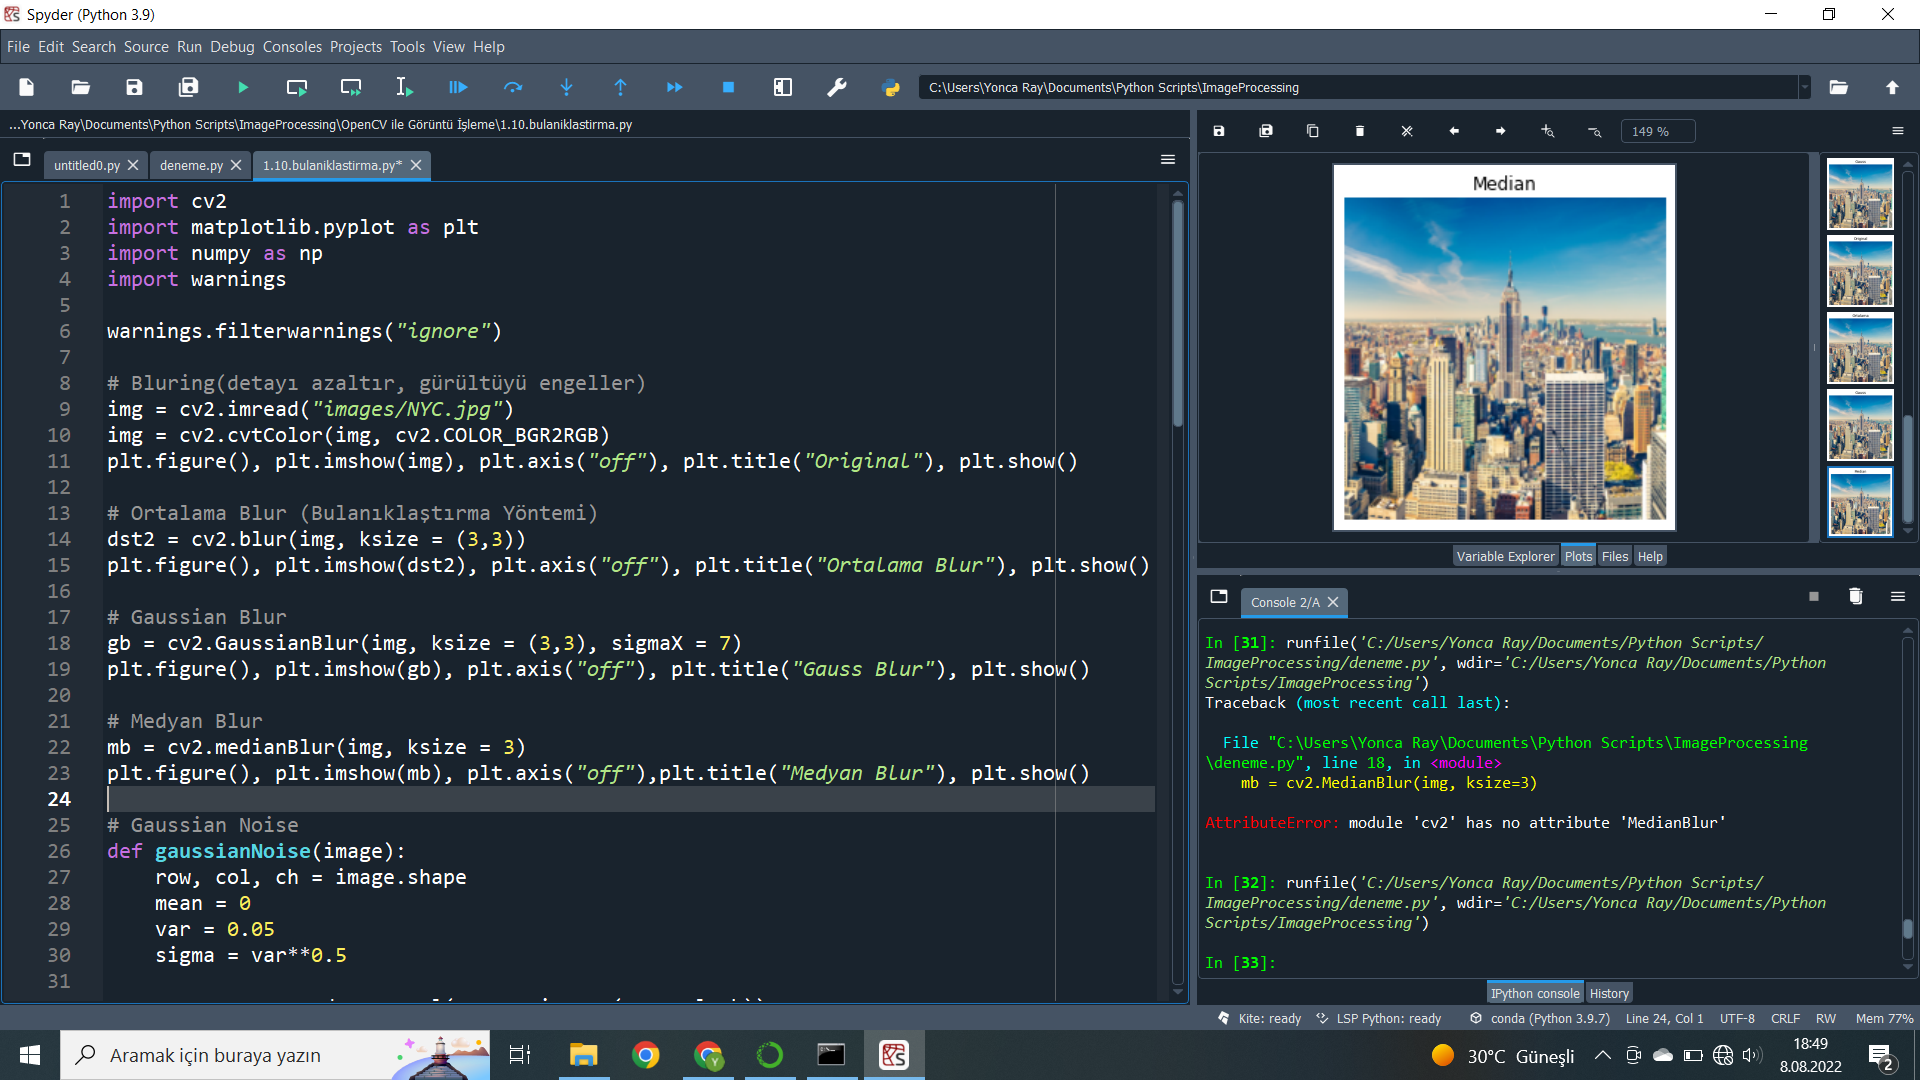 Spyder (Python 3.9)
File Edit Search Source Run Debug Consoles Projects Tools View Help
C:\Users\Yonca Ray\Documents\Python Scripts\ImageProcessing
...Yonca Ray\Documents\Python Scripts\ImageProcessing\OpenCV ile Görüntü İşleme\1.10.bulaniklastirma.py
untitled0.py deneme.py 1.10.bulaniklastirma.py*
1 import cv2
2 import matplotlib.pyplot as plt
3 import numpy as np
4 import warnings
5
6 warnings.filterwarnings("ignore")
7
8 # Bluring(detayı azaltır, gürültüyü engeller)
9 img = cv2.imread("images/NYC.jpg")
10 img = cv2.cvtColor(img, cv2.COLOR_BGR2RGB)
11 plt.figure(), plt.imshow(img), plt.axis("off"), plt.title("Original"), plt.show()
12
13 # Ortalama Blur (Bulanıklaştırma Yöntemi)
14 dst2 = cv2.blur(img, ksize = (3,3))
15 plt.figure(), plt.imshow(dst2), plt.axis("off"), plt.title("Ortalama Blur"), plt.show()
16
17 # Gaussian Blur
18 gb = cv2.GaussianBlur(img, ksize = (3,3), sigmaX = 7)
19 plt.figure(), plt.imshow(gb), plt.axis("off"), plt.title("Gauss Blur"), plt.show()
20
21 # Medyan Blur
22 mb = cv2.medianBlur(img, ksize = 3)
23 plt.figure(), plt.imshow(mb), plt.axis("off"),plt.title("Medyan Blur"), plt.show()
24
25 # Gaussian Noise
26 def gaussianNoise(image):
27 row, col, ch = image.shape
28 mean = 0
29 var = 0.05
30 sigma = var**0.5
31
149 %
Median
Original
Variable Explorer Plots Files Help
Console 2/A
In [31]: runfile('C:/Users/Yonca Ray/Documents/Python Scripts/
ImageProcessing/deneme.py', wdir='C:/Users/Yonca Ray/Documents/Python
Scripts/ImageProcessing')
Traceback (most recent call last):
File "C:\Users\Yonca Ray\Documents\Python Scripts\ImageProcessing
\deneme.py", line 18, in <module>
mb = cv2.MedianBlur(img, ksize=3)
AttributeError: module 'cv2' has no attribute 'MedianBlur'
In [32]: runfile('C:/Users/Yonca Ray/Documents/Python Scripts/
ImageProcessing/deneme.py', wdir='C:/Users/Yonca Ray/Documents/Python
Scripts/ImageProcessing')
In [33]:
IPython console History
Kite: ready LSP Python: ready conda (Python 3.9.7) Line 24, Col 1 UTF-8 CRLF RW Mem 77%
Aramak için buraya yazın
30°C Güneşli
18:49
8.08.2022
2